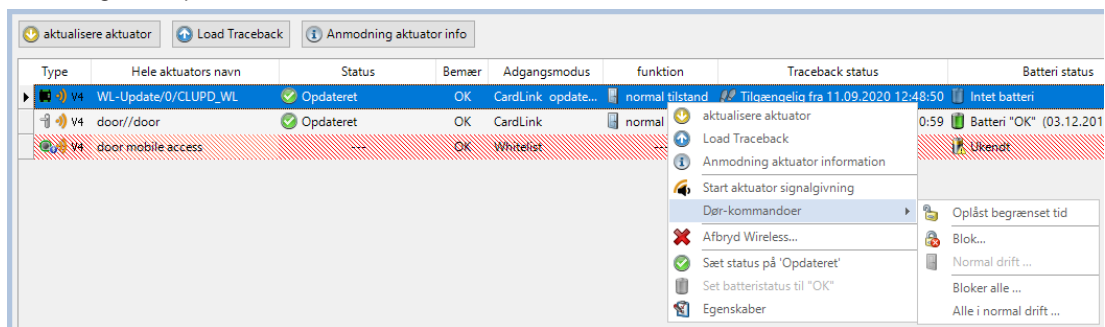 aktualisere aktuator Load Traceback Anmodning aktuator info
Type Hele aktuators navn Status Bemær Adgangsmodus funktion Traceback status Batteri status
V4 WL-Update/0/CLUPD_WL Opdateret OK CardLink opdate... normal tilstand Tilgængelig fra 11.09.2020 12:48:50 Intet batteri
V4 door//door Opdateret OK CardLink normal 0:59 Batteri "OK" (03.12.201
V4 door mobile access --- OK Whitelist --- Ukendt
aktualisere aktuator
Load Traceback
Anmodning aktuator information
Start aktuator signalgivning
Dør-kommandoer
Afbryd Wireless...
Sæt status på 'Opdateret'
Set batteristatus til "OK"
Egenskaber
Oplåst begrænset tid
Blok...
Normal drift ...
Bloker alle ...
Alle i normal drift ...